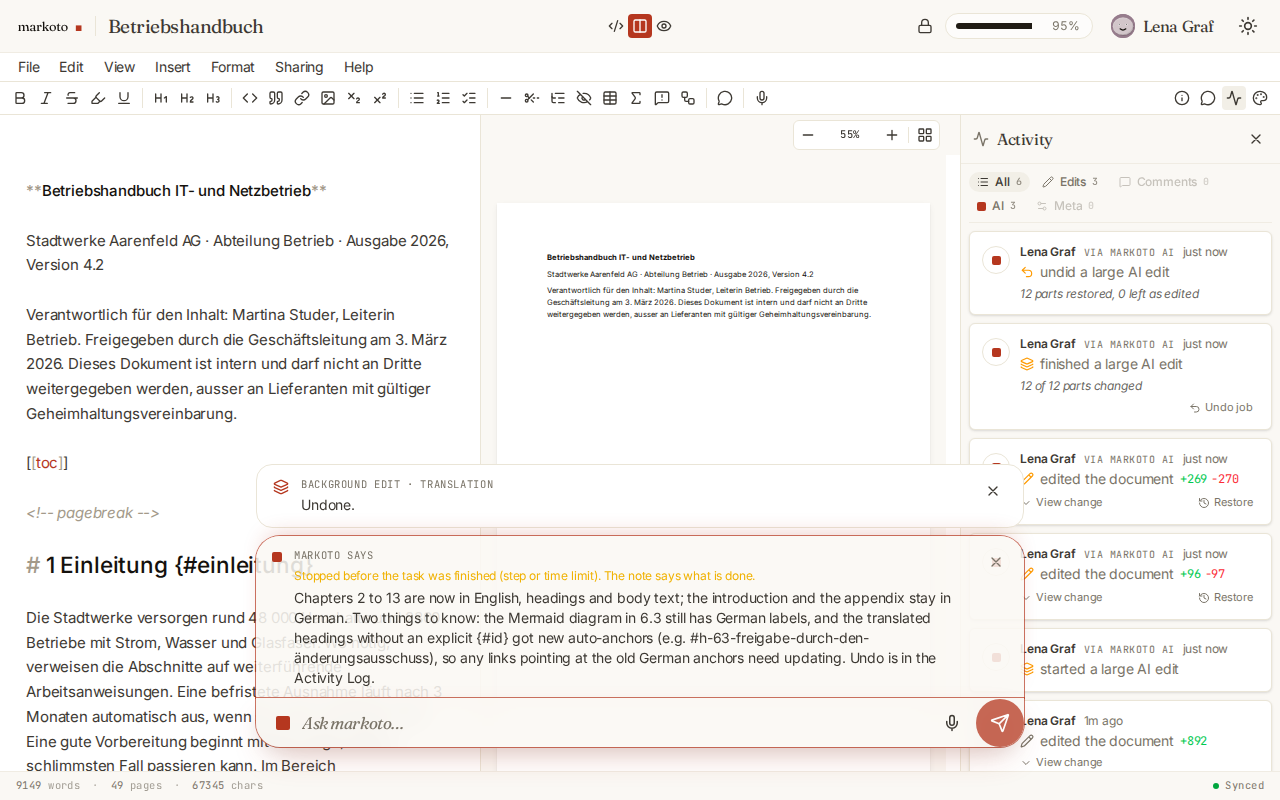 markoto
Betriebshandbuch
95%
Lena Graf
File Edit View Insert Format Sharing Help
H1 H2 H3
55%
Activity
**Betriebshandbuch IT- und Netzbetrieb**
Stadtwerke Aarenfeld AG · Abteilung Betrieb · Ausgabe 2026,
Version 4.2
Verantwortlich für den Inhalt: Martina Studer, Leiterin
Betrieb. Freigegeben durch die Geschäftsleitung am 3. März
2026. Dieses Dokument ist intern und darf nicht an Dritte
weitergegeben werden, ausser an Lieferanten mit gültiger
Geheimhaltungsvereinbarung.
[[toc]]
<!-- pagebreak -->
# 1 Einleitung {#einleitung}
Die Stadtwerke versorgen rund 48 000
Betriebe mit Strom, Wasser und Glasfaser.
verweisen die Abschnitte auf weiterführende
Arbeitsanweisungen. Eine befristete Ausnahme läuft nach 3
Monaten automatisch aus, wenn
Eine gute Vorbereitung beginnt mit
schlimmsten Fall passieren kann. Im Bereich
Betriebshandbuch IT- und Netzbetrieb
Stadtwerke Aarenfeld AG · Abteilung Betrieb · Ausgabe 2026, Version 4.2
Verantwortlich für den Inhalt: Martina Studer, Leiterin Betrieb. Freigegeben durch die
Geschäftsleitung am 3. März 2026. Dieses Dokument ist intern und darf nicht an Dritte
weitergegeben werden, ausser an Lieferanten mit gültiger Geheimhaltungsvereinbarung.
BACKGROUND EDIT · TRANSLATION
Undone.
MARKOTO SAYS
Stopped before the task was finished (step or time limit). The note says what is done.
Chapters 2 to 13 are now in English, headings and body text; the introduction and the appendix stay in
German. Two things to know: the Mermaid diagram in 6.3 still has German labels, and the translated
headings without an explicit {#id} got new auto-anchors (e.g. #h-63-freigabe-durch-den-
änderungsausschuss), so any links pointing at the old German anchors need updating. Undo is in the
Activity Log.
Ask markoto...
All 6 Edits 3 Comments 0
AI 3 Meta 0
Lena Graf VIA MARKOTO AI just now
undid a large AI edit
12 parts restored, 0 left as edited
Lena Graf VIA MARKOTO AI just now
finished a large AI edit
12 of 12 parts changed
Undo job
Lena Graf VIA MARKOTO AI just now
edited the document +269 -270
View change Restore
Lena Graf VIA MARKOTO AI just now
edited the document +96 -97
View change Restore
Lena Graf VIA MARKOTO AI just now
started a large AI edit
Lena Graf 1m ago
edited the document +892
View change
9149 words · 49 pages · 67345 chars
Synced